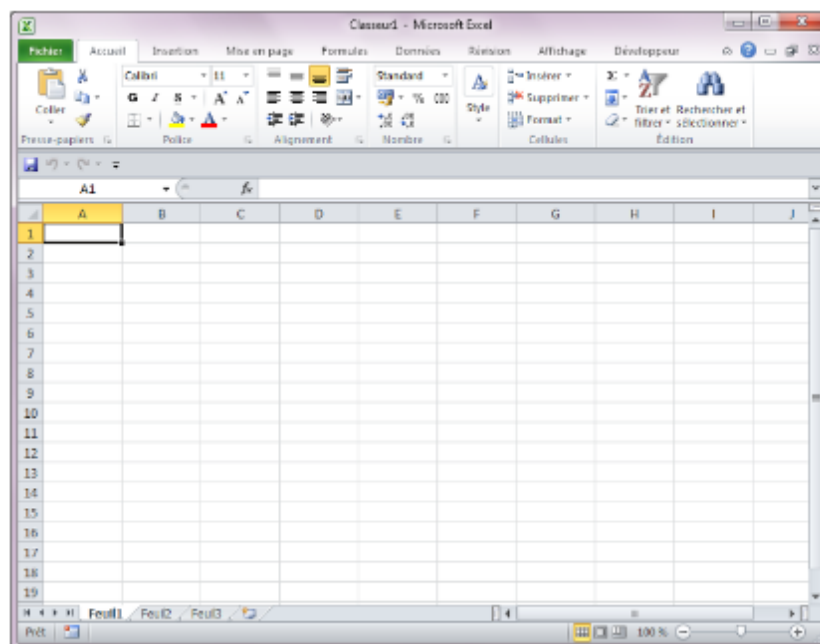 Classeur1 - Microsoft Excel
Fichier Accueil Insertion Mise en page Formules Données Révision Affichage Développeur
Coller Calibri 11 Standard Style Insérer Σ
G I S A A % 000 Supprimer Trier et Rechercher et
A Format filtrer sélectionner
Presse-papiers Police Alignement Nombre Cellules Édition
A1 fx
A B C D E F G H I J
1
2
3
4
5
6
7
8
9
10
11
12
13
14
15
16
17
18
19
Feuil1 Feuil2 Feuil3
Prêt 100 %